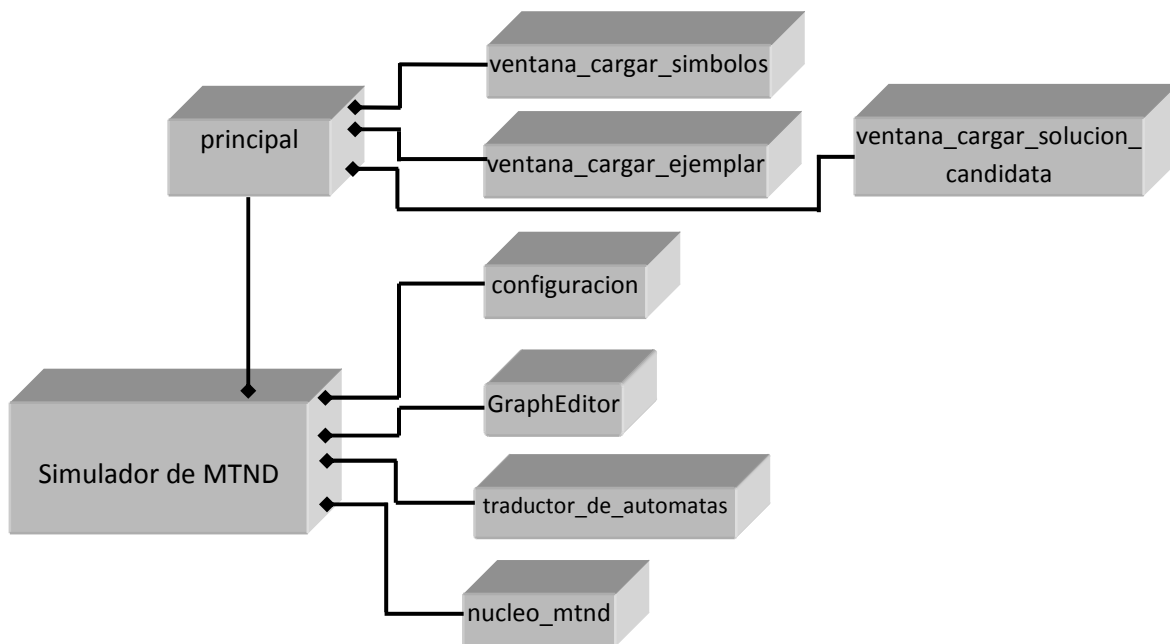 ventana_cargar_simbolos
principal
ventana_cargar_ejemplar
ventana_cargar_solucion_
candidata
configuracion
GraphEditor
Simulador de MTND
traductor_de_automatas
nucleo_mtnd